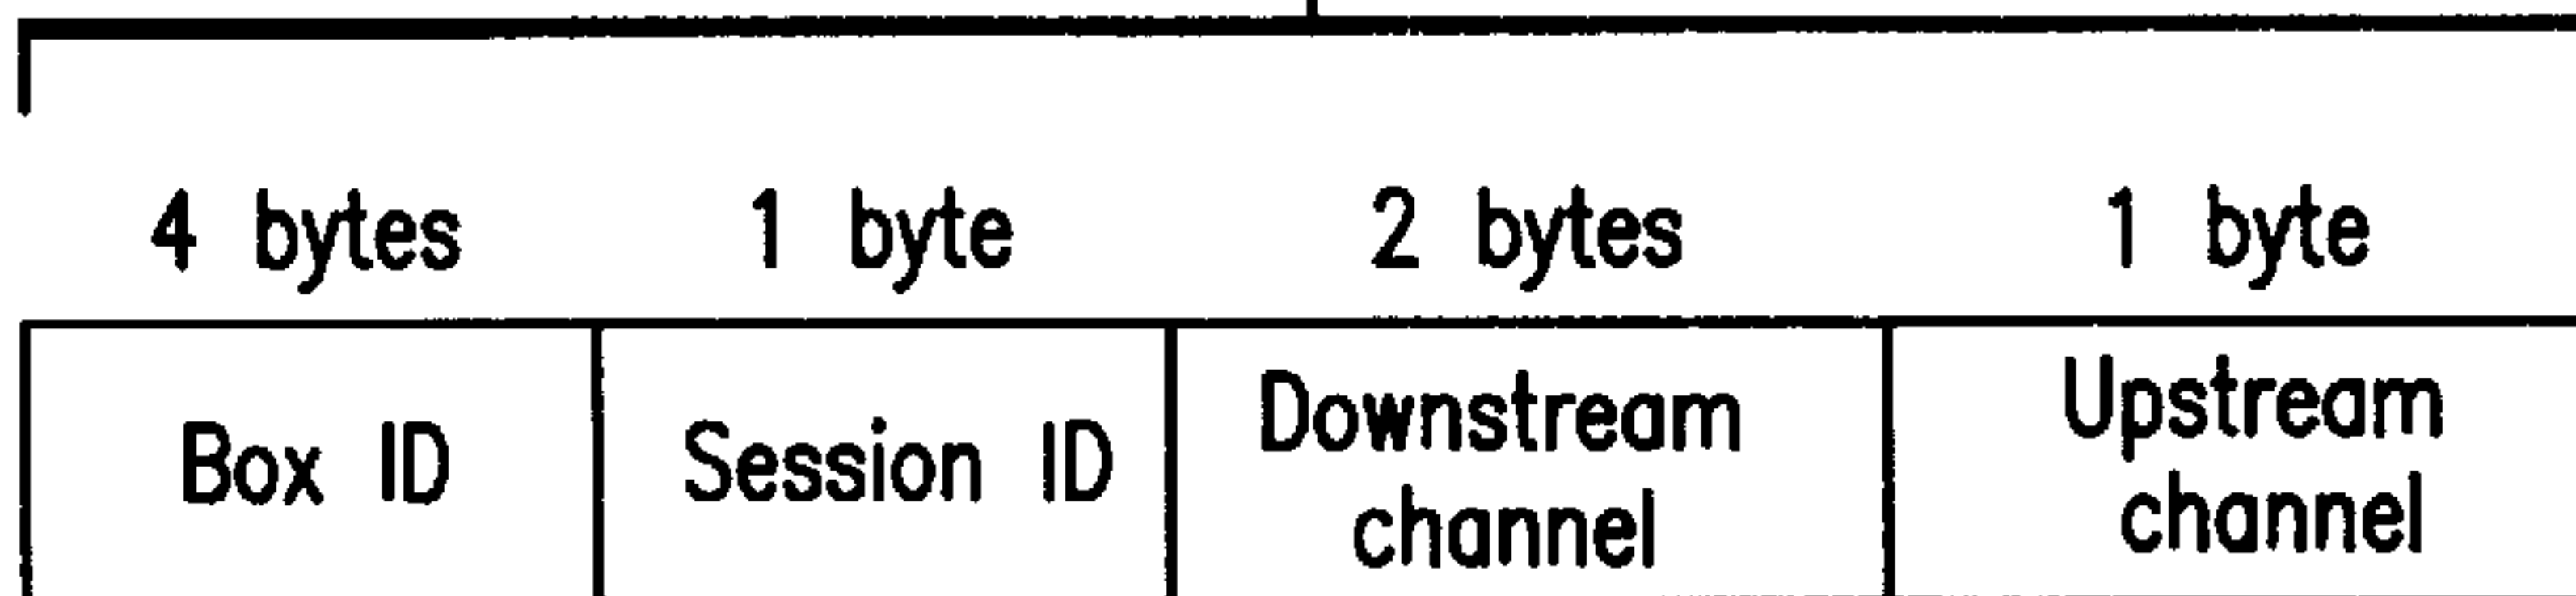 4 bytes 1 byte 2 bytes 1 byte
Box ID
Session ID
Downstream
channel
Upstream
channel